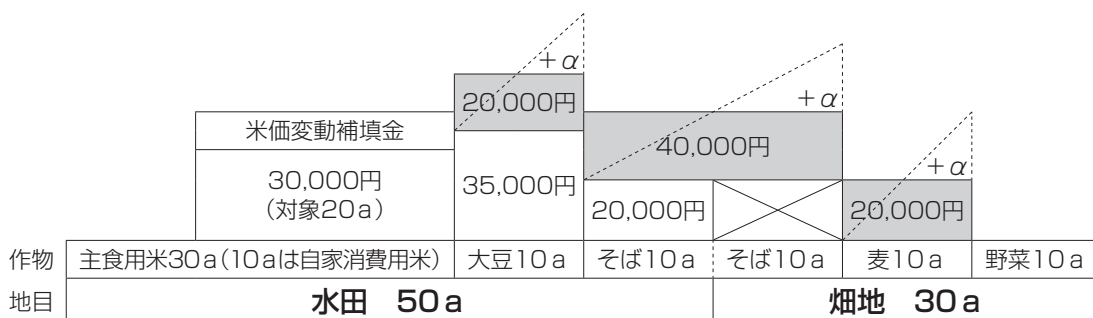 +α
20,000円
+α
米価変動補填金
40,000円
+α
30,000円
(対象20a)
35,000円
20,000円
20,000円
作物 主食用米30a(10aは自家消費用米) 大豆10a そば10a そば10a 麦10a 野菜10a
地目 水田 50a 畑地 30a